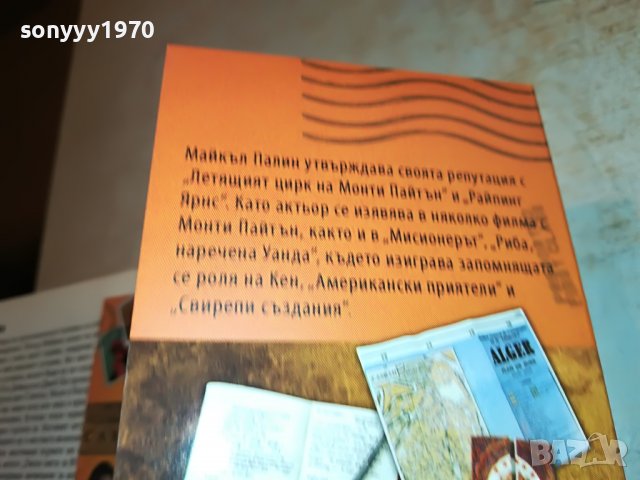 sonyyy1970
Майкъл Палин утвърждава своята репутация с
„Летящият цирк на Монти Пайтън“ и „Райпинг
Ярнс“. Като актьор се изявява в няколко филма с
Монти Пайтън, както и в „Мисионерът“, „Риба,
наречена Уанда“, където изиграва запомнящата
се роля на Кен, „Американски приятели“ и
„Свирепи създания“.
ALGER
BAZAR